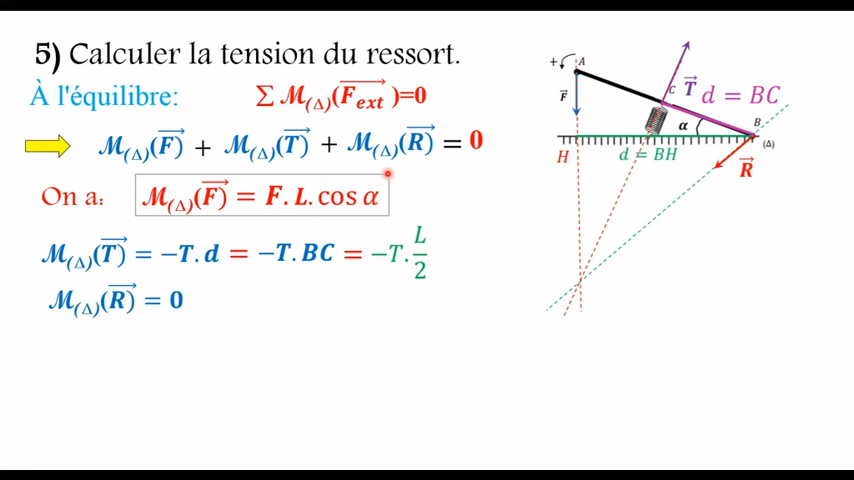 5) Calculer la tension du ressort.
À l'équilibre: ∑ ℳ(Δ)(F⃗ext)=0
ℳ(Δ)(F⃗) + ℳ(Δ)(T⃗) + ℳ(Δ)(R⃗) = 0
On a: ℳ(Δ)(F⃗) = F. L. cos α
ℳ(Δ)(T⃗) = −T. d = −T. BC = −T. L/2
ℳ(Δ)(R⃗) = 0
+ A
F⃗
C T⃗ d = BC
α B
(Δ)
H d = BH
R⃗